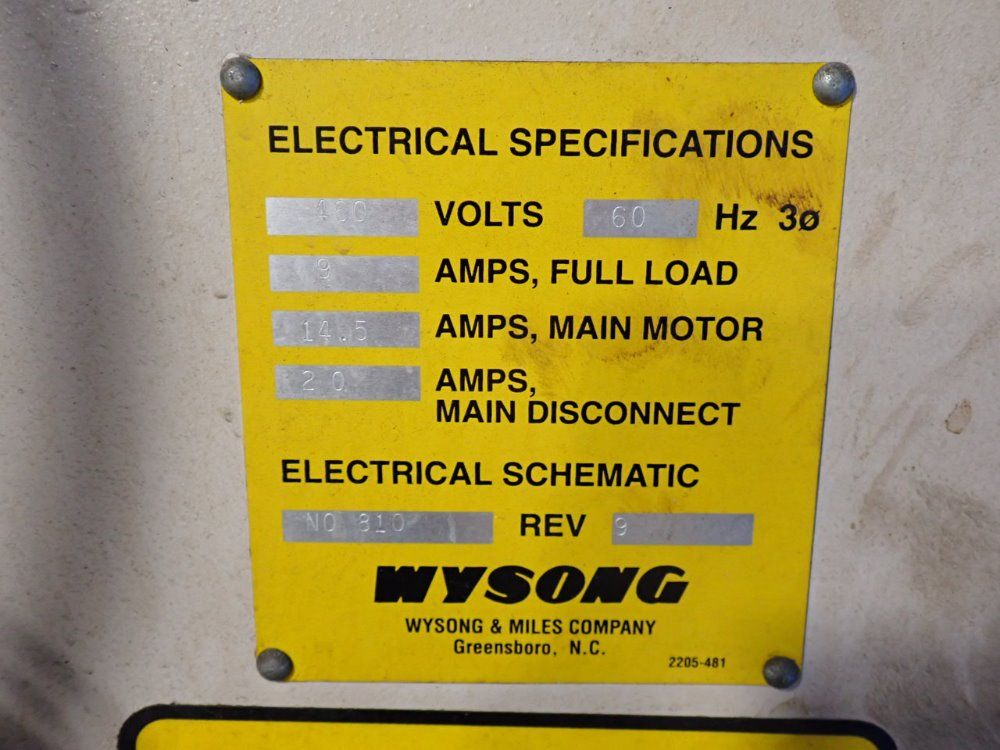 ELECTRICAL SPECIFICATIONS
460 VOLTS 60 Hz 3ø
9 AMPS, FULL LOAD
14.5 AMPS, MAIN MOTOR
20 AMPS,
MAIN DISCONNECT
ELECTRICAL SCHEMATIC
NO 810 REV 9
WYSONG
WYSONG & MILES COMPANY
Greensboro, N.C.
2205-481